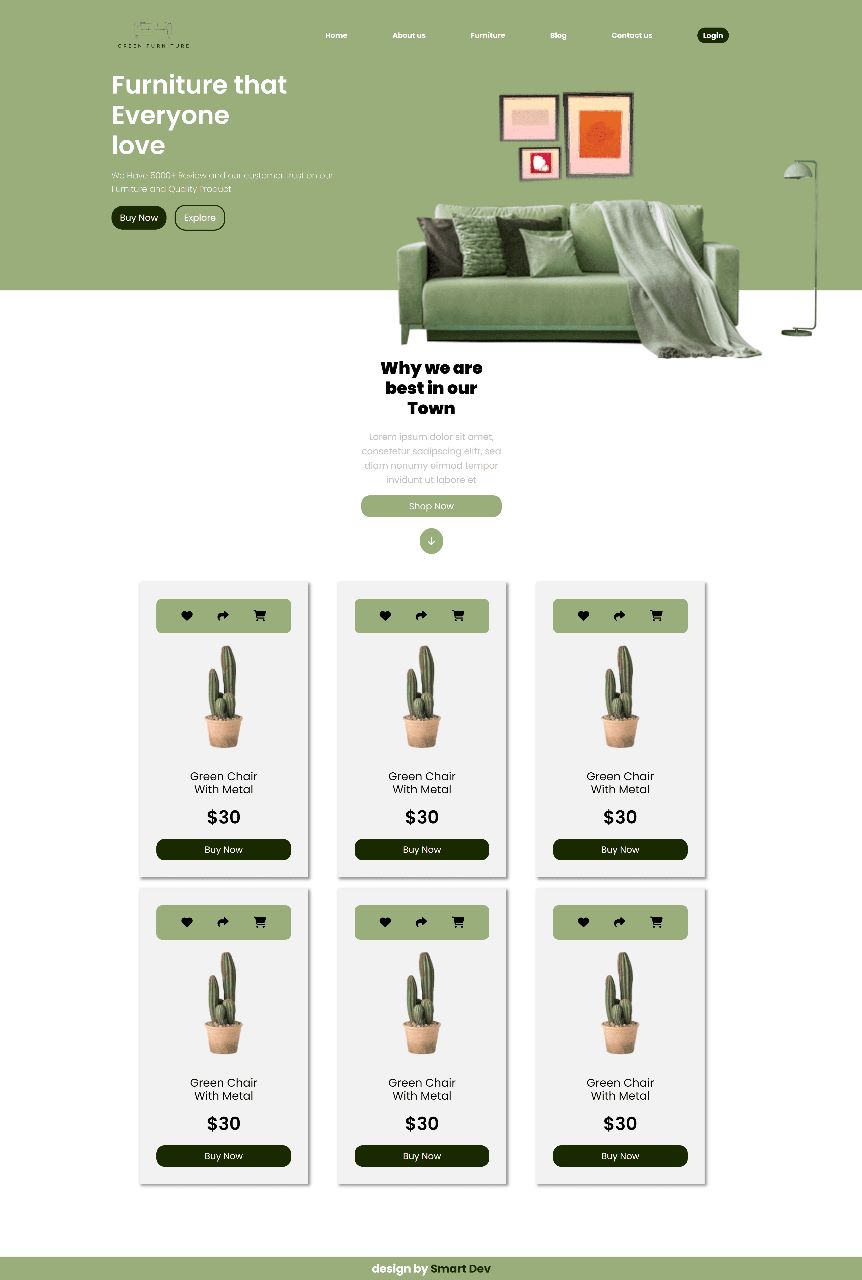 GREEN FURNITURE
Home About us Furniture Blog Contact us Login
Furniture that
Everyone
love
We Have 5000+ Review and our customer trust on our
Furniture and Quality Product
Buy Now Explore
Why we are
best in our
Town
Lorem ipsum dolor sit amet,
consetetur sadipscing elitr, sed
diam nonumy eirmod tempor
invidunt ut labore et
Shop Now
Green Chair Green Chair Green Chair
With Metal With Metal With Metal
$30 $30 $30
Buy Now Buy Now Buy Now
Green Chair Green Chair Green Chair
With Metal With Metal With Metal
$30 $30 $30
Buy Now Buy Now Buy Now
design by Smart Dev